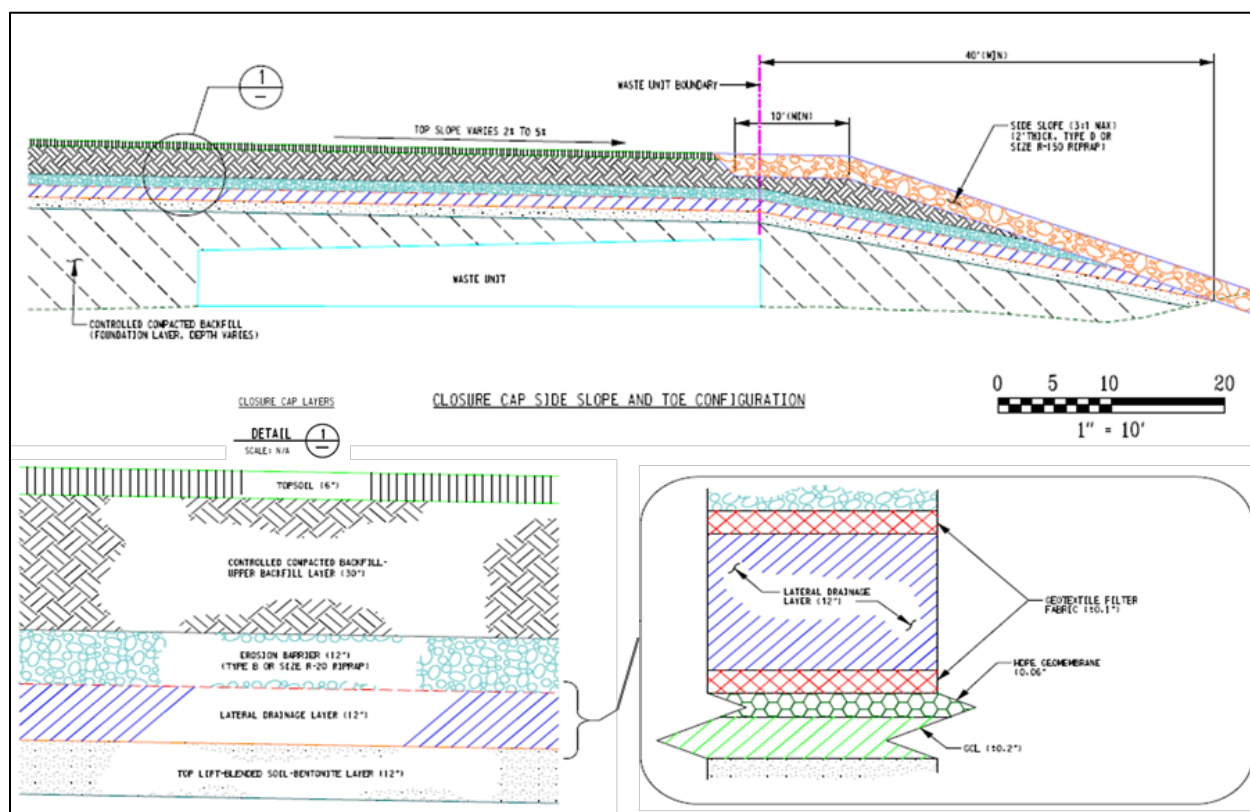 1
—
WASTE UNIT BOUNDARY
40'(MIN)
10'(MIN)
TOP SLOPE VARIES 2% TO 5%
SIDE SLOPE (3:1 MAX)
(2' THICK, TYPE D OR
SIZE R-150 RIPRAP)
WASTE UNIT
CONTROLLED COMPACTED BACKFILL
(FOUNDATION LAYER, DEPTH VARIES)
CLOSURE CAP SIDE SLOPE AND TOE CONFIGURATION
0 5 10 20
1" = 10'
CLOSURE CAP LAYERS
DETAIL 1
SCALE: N/A —
TOPSOIL (6")
CONTROLLED COMPACTED BACKFILL-
UPPER BACKFILL LAYER (30")
EROSION BARRIER (12")
(TYPE B OR SIZE R-20 RIPRAP)
LATERAL DRAINAGE LAYER (12")
TOP LIFT-BLENDED SOIL-BENTONITE LAYER (12")
LATERAL DRAINAGE
LAYER (12")
GEOTEXTILE FILTER
FABRIC (±0.1")
HDPE GEOMEMBRANE
±0.06"
GCL (±0.2")